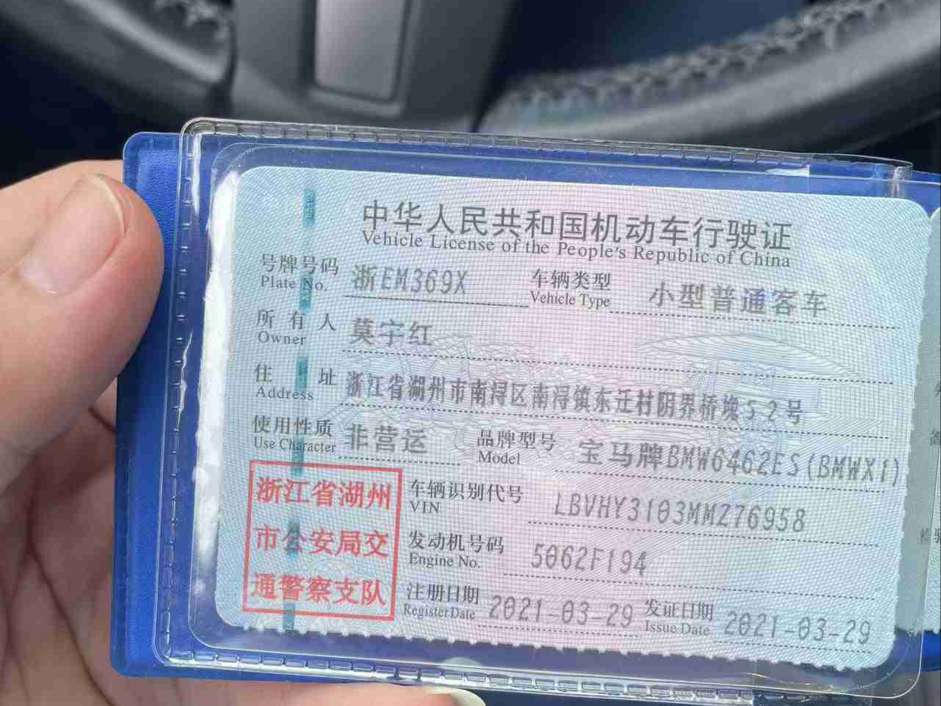 中华人民共和国机动车行驶证
Vehicle License of the People's Republic of China
号牌号码 浙EM369X 车辆类型 小型普通客车
Plate No. Vehicle Type
所有人 莫宇红
Owner
住址 浙江省湖州市南浔区南浔镇东迁村阴界桥埭52号
Address
使用性质 非营运 品牌型号 宝马牌BMW6462ES(BMWX1)
Use Character Model
浙江省湖州
市公安局交
通警察支队
车辆识别代号 LBVHY3103MMZ76958
VIN
发动机号码 5062F194
Engine No.
注册日期 2021-03-29 发证日期 2021-03-29
Register Date Issue Date